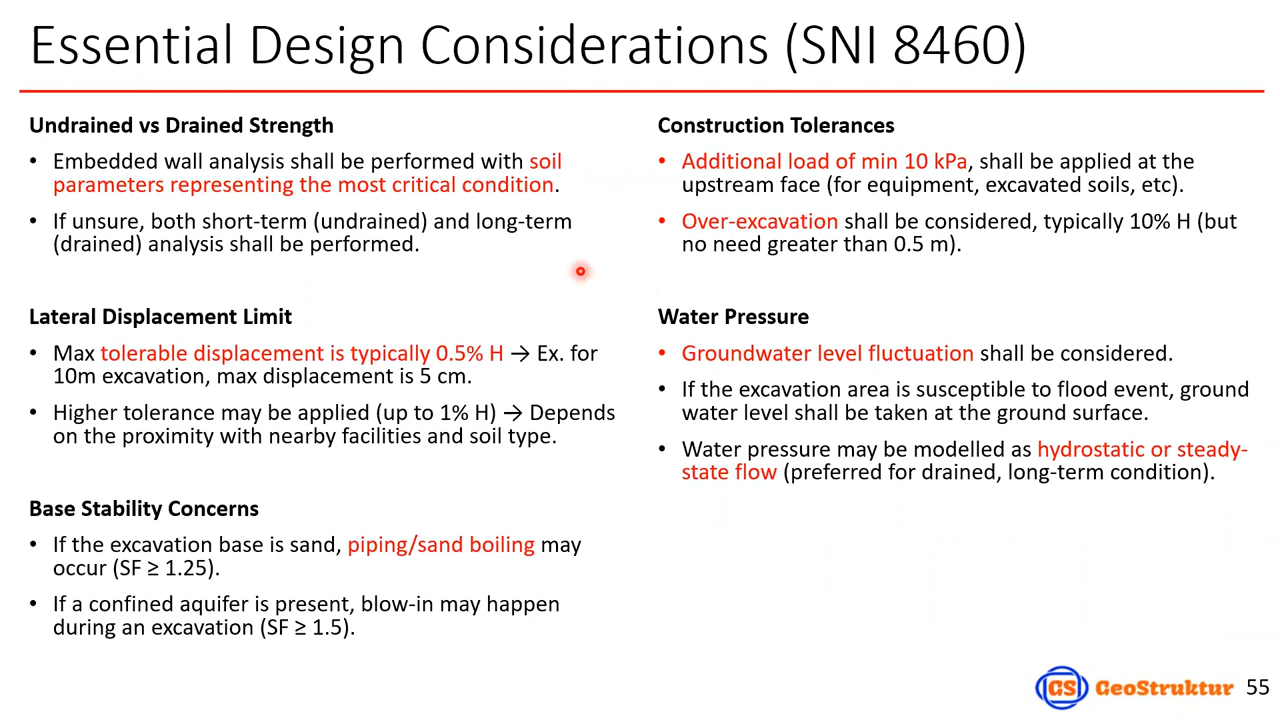 Essential Design Considerations (SNI 8460)
Undrained vs Drained Strength
• Embedded wall analysis shall be performed with soil
parameters representing the most critical condition.
• If unsure, both short-term (undrained) and long-term
(drained) analysis shall be performed.
Lateral Displacement Limit
• Max tolerable displacement is typically 0.5% H → Ex. for
10m excavation, max displacement is 5 cm.
• Higher tolerance may be applied (up to 1% H) → Depends
on the proximity with nearby facilities and soil type.
Base Stability Concerns
• If the excavation base is sand, piping/sand boiling may
occur (SF ≥ 1.25).
• If a confined aquifer is present, blow-in may happen
during an excavation (SF ≥ 1.5).
Construction Tolerances
• Additional load of min 10 kPa, shall be applied at the
upstream face (for equipment, excavated soils, etc).
• Over-excavation shall be considered, typically 10% H (but
no need greater than 0.5 m).
Water Pressure
• Groundwater level fluctuation shall be considered.
• If the excavation area is susceptible to flood event, ground
water level shall be taken at the ground surface.
• Water pressure may be modelled as hydrostatic or steady-
state flow (preferred for drained, long-term condition).
GS GeoStruktur 55